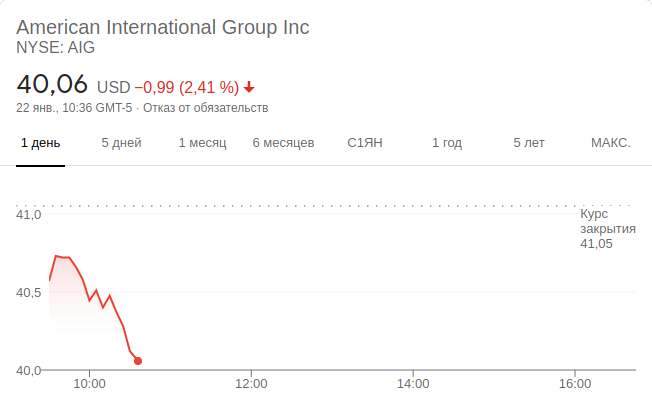 American International Group Inc
NYSE: AIG
40,06 USD −0,99 (2,41 %)
22 янв., 10:36 GMT-5 · Отказ от обязательств
1 день 5 дней 1 месяц 6 месяцев С1ЯН 1 год 5 лет МАКС.
41,0
Курс
закрытия
41,05
40,5
40,0
10:00 12:00 14:00 16:00